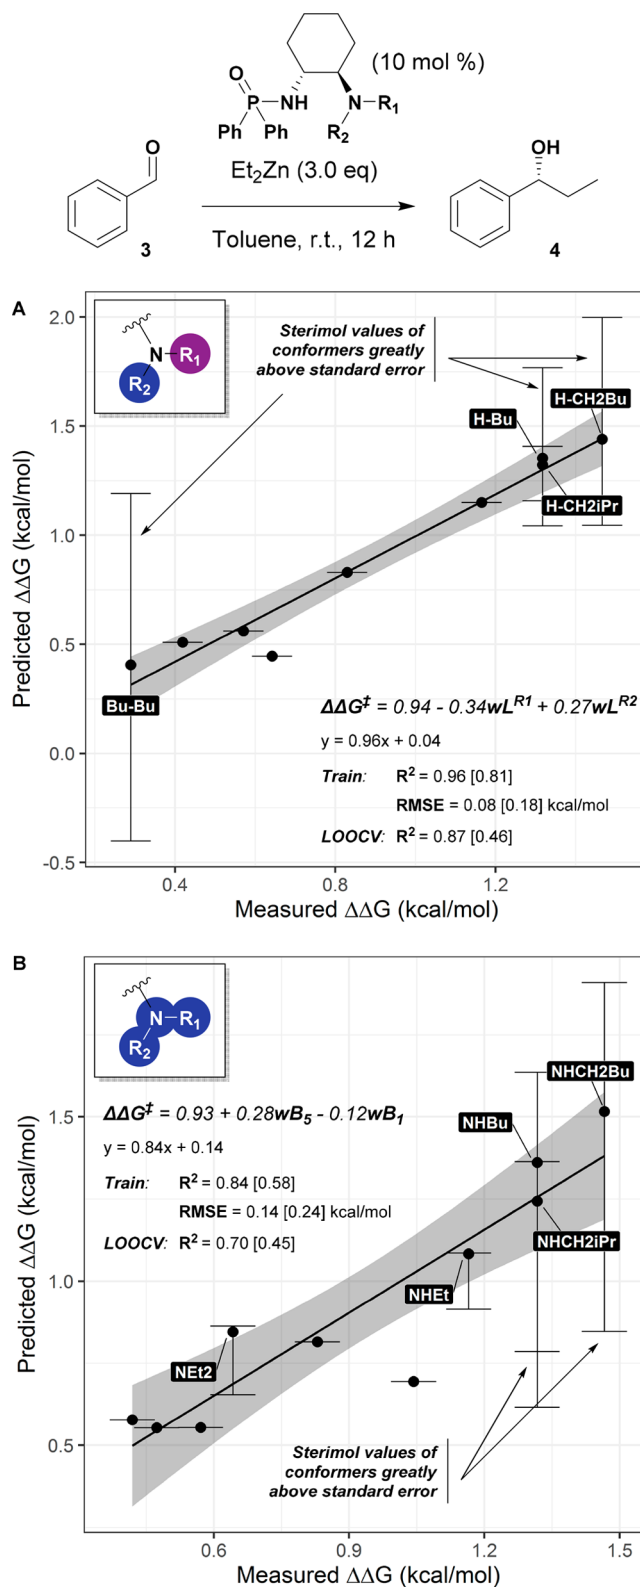 O
P
NH
N
R1
R2
Ph
Ph
(10 mol %)
O
3
Et2Zn (3.0 eq)
Toluene, r.t., 12 h
OH
4
A
N
R1
R2
Sterimol values of
conformers greatly
above standard error
H-CH2Bu
H-Bu
H-CH2iPr
Bu-Bu
ΔΔG‡ = 0.94 - 0.34wL^R1 + 0.27wL^R2
y = 0.96x + 0.04
Train: R² = 0.96 [0.81]
RMSE = 0.08 [0.18] kcal/mol
LOOCV: R² = 0.87 [0.46]
2.0
1.5
1.0
0.5
0.0
-0.5
Predicted ΔΔG (kcal/mol)
0.4 0.8 1.2
Measured ΔΔG (kcal/mol)
B
N
R1
R2
ΔΔG‡ = 0.93 + 0.28wB5 - 0.12wB1
y = 0.84x + 0.14
Train: R² = 0.84 [0.58]
RMSE = 0.14 [0.24] kcal/mol
LOOCV: R² = 0.70 [0.45]
NHCH2Bu
NHBu
NHCH2iPr
NHEt
NEt2
Sterimol values of
conformers greatly
above standard error
1.5
1.0
0.5
Predicted ΔΔG (kcal/mol)
0.6 0.9 1.2 1.5
Measured ΔΔG (kcal/mol)